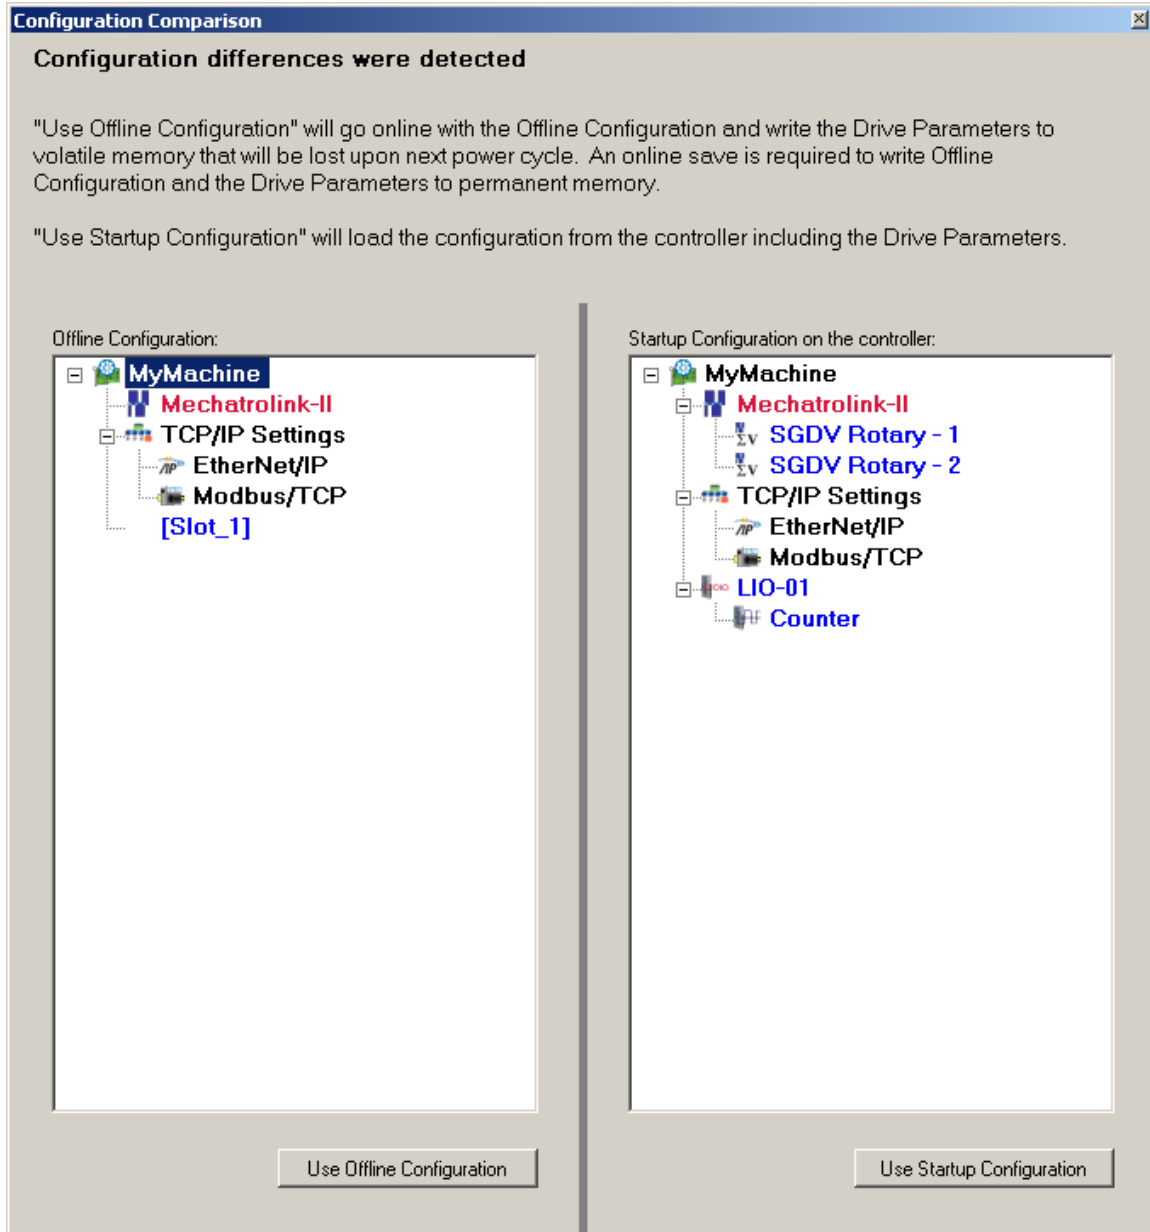 Configuration Comparison
Configuration differences were detected
"Use Offline Configuration" will go online with the Offline Configuration and write the Drive Parameters to
volatile memory that will be lost upon next power cycle. An online save is required to write Offline
Configuration and the Drive Parameters to permanent memory.
"Use Startup Configuration" will load the configuration from the controller including the Drive Parameters.
Offline Configuration:
MyMachine
Mechatrolink-II
TCP/IP Settings
EtherNet/IP
Modbus/TCP
[Slot_1]
Use Offline Configuration
Startup Configuration on the controller:
MyMachine
Mechatrolink-II
SGDV Rotary - 1
SGDV Rotary - 2
TCP/IP Settings
EtherNet/IP
Modbus/TCP
LIO-01
Counter
Use Startup Configuration